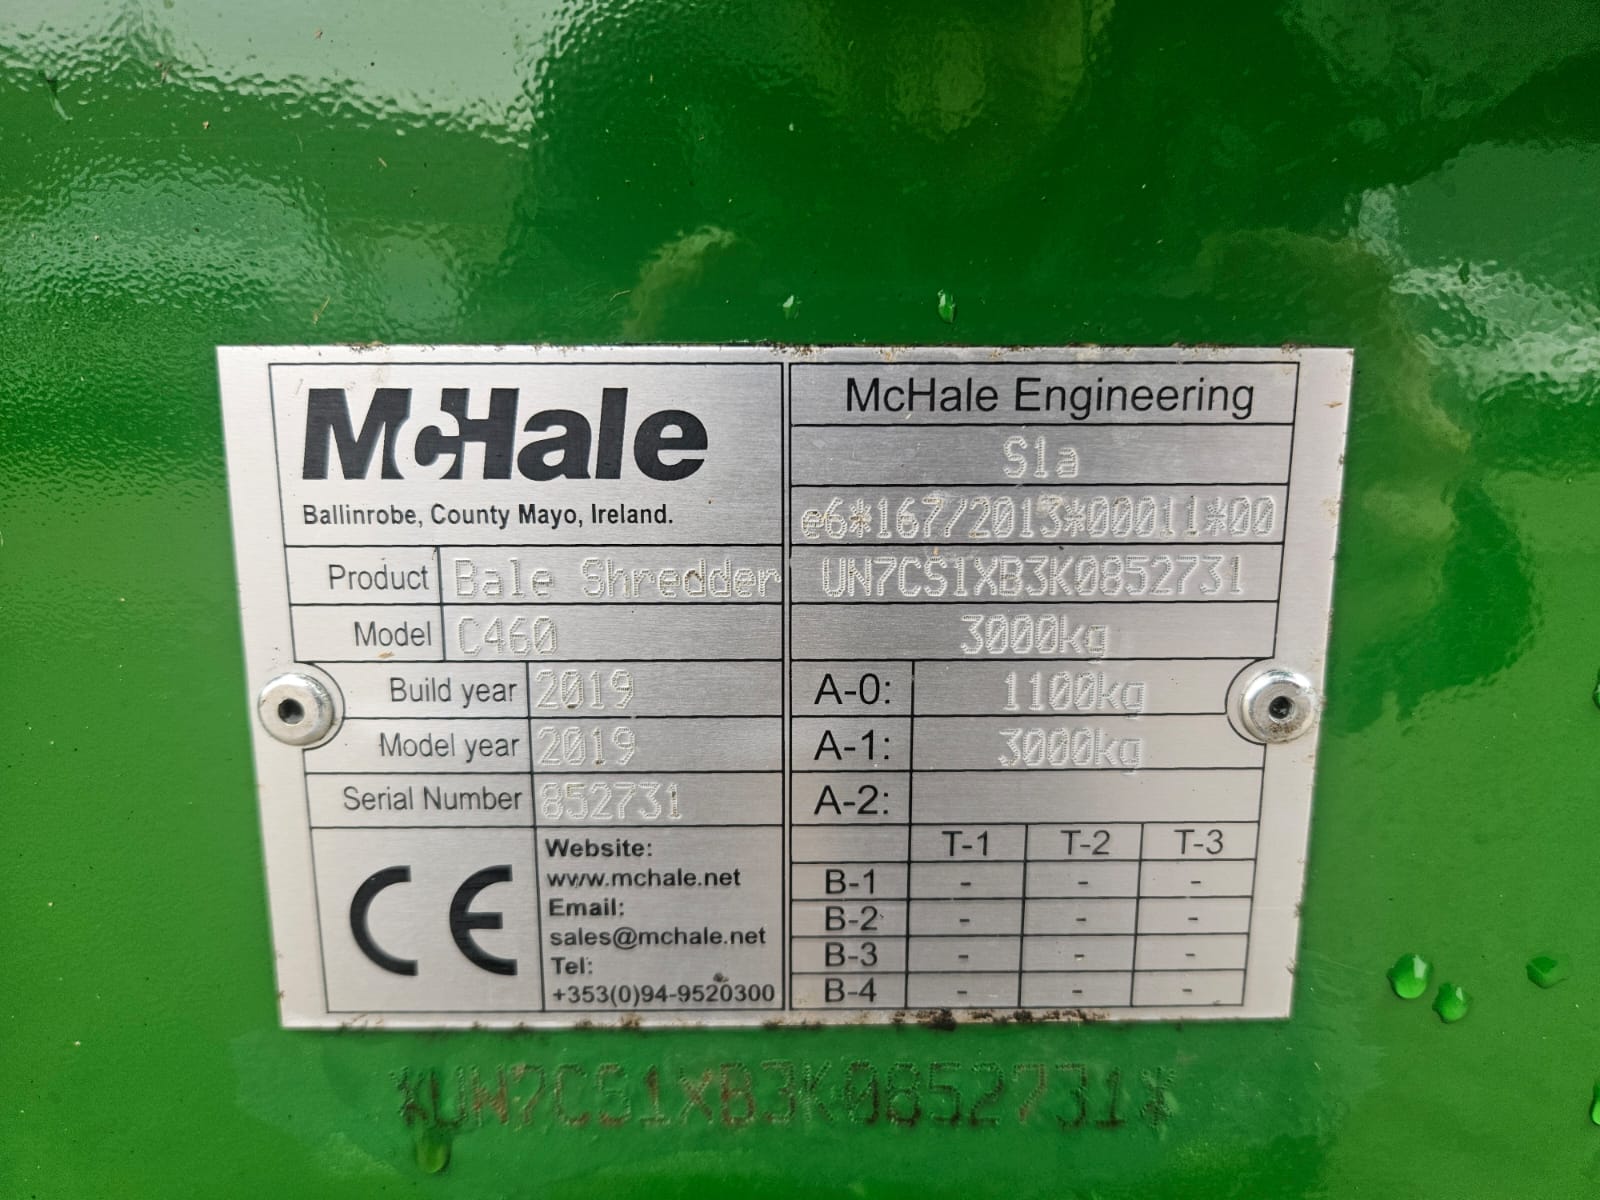 McHale
Ballinrobe, County Mayo, Ireland.
Product Bale Shredder
Model C460
Build year 2019
Model year 2019
Serial Number 852731
CE
Website:
www.mchale.net
Email:
sales@mchale.net
Tel:
+353(0)94-9520300
McHale Engineering
S1a
e6*167/2013*00011*00
UN7CS1XB3K0852731
3000kg
A-0: 1100kg
A-1: 3000kg
A-2:
T-1 T-2 T-3
B-1 - - -
B-2 - - -
B-3 - - -
B-4 - - -
*UN7CS1XB3K0852731*